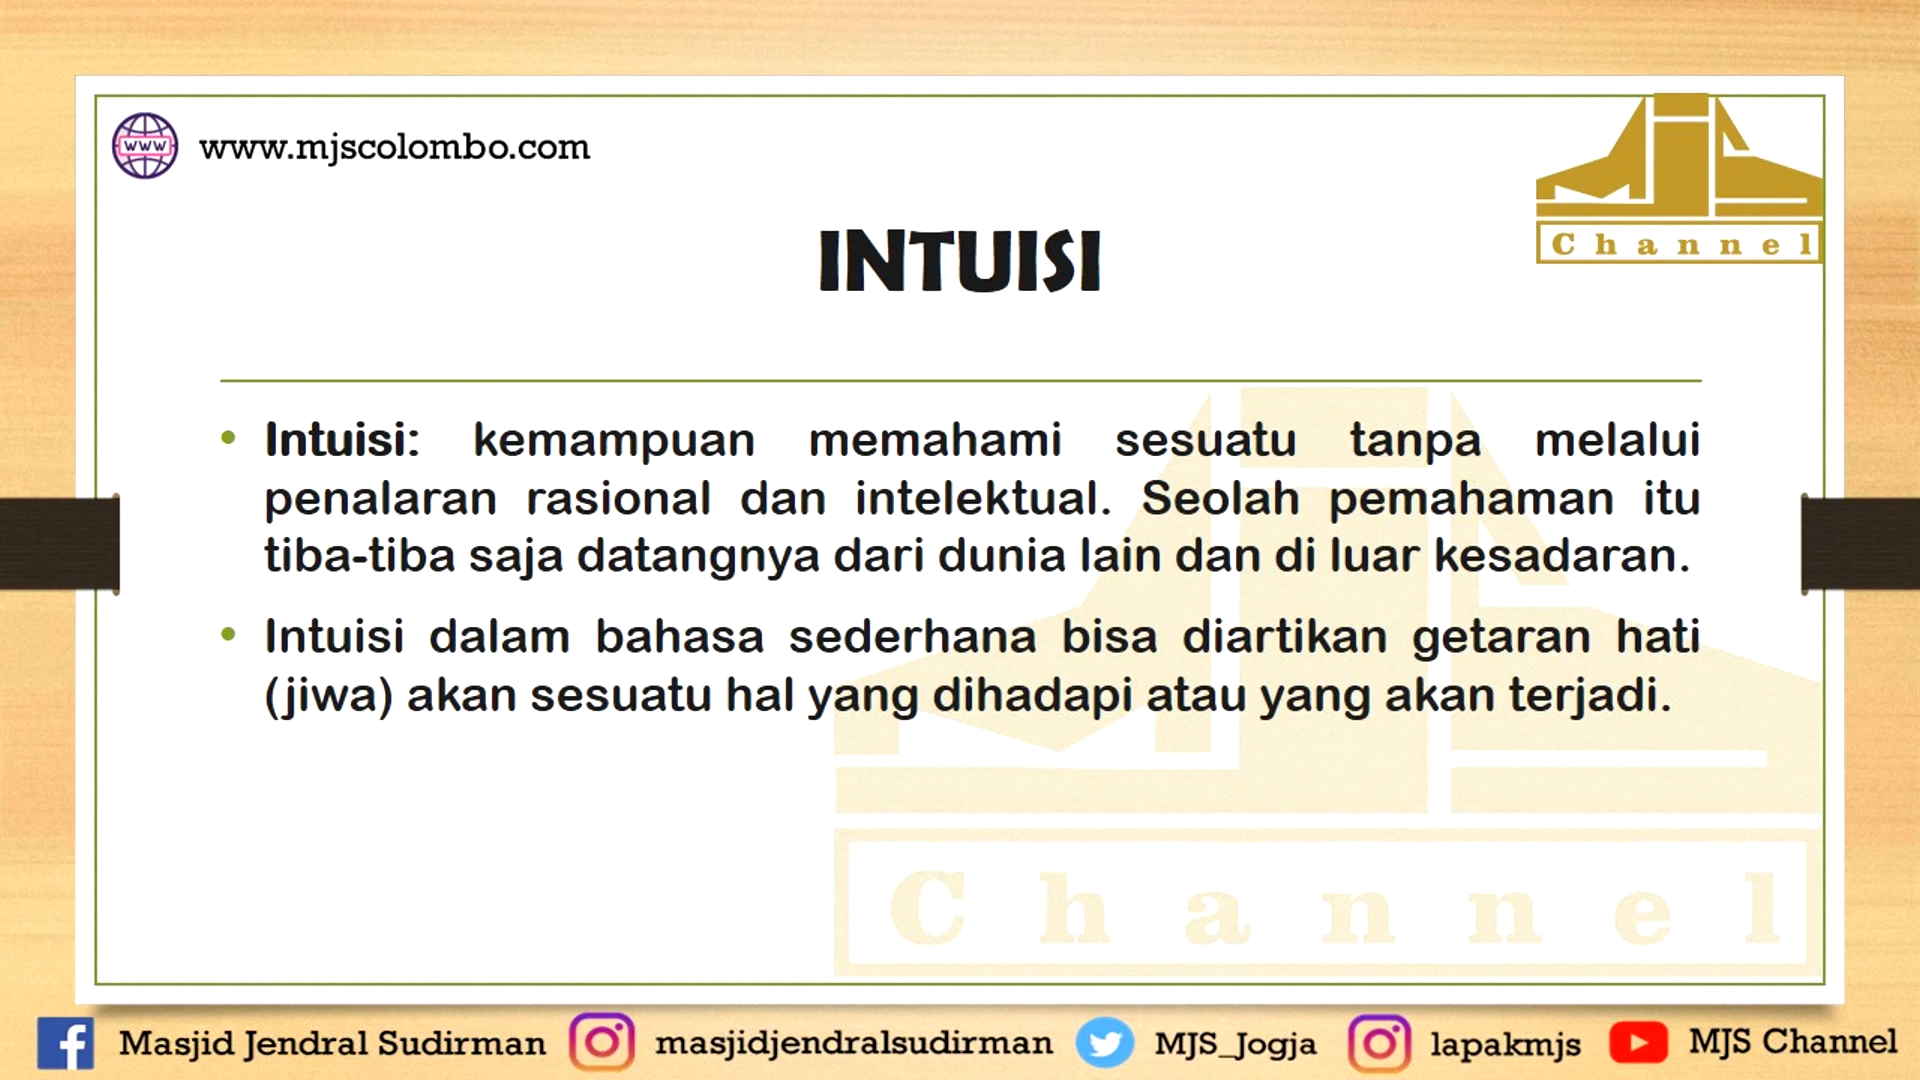 www
www.mjscolombo.com
Channel
INTUISI
• Intuisi: kemampuan memahami sesuatu tanpa melalui
penalaran rasional dan intelektual. Seolah pemahaman itu
tiba-tiba saja datangnya dari dunia lain dan di luar kesadaran.
• Intuisi dalam bahasa sederhana bisa diartikan getaran hati
(jiwa) akan sesuatu hal yang dihadapi atau yang akan terjadi.
Channel
Masjid Jendral Sudirman masjidjendralsudirman MJS_Jogja lapakmjs MJS Channel